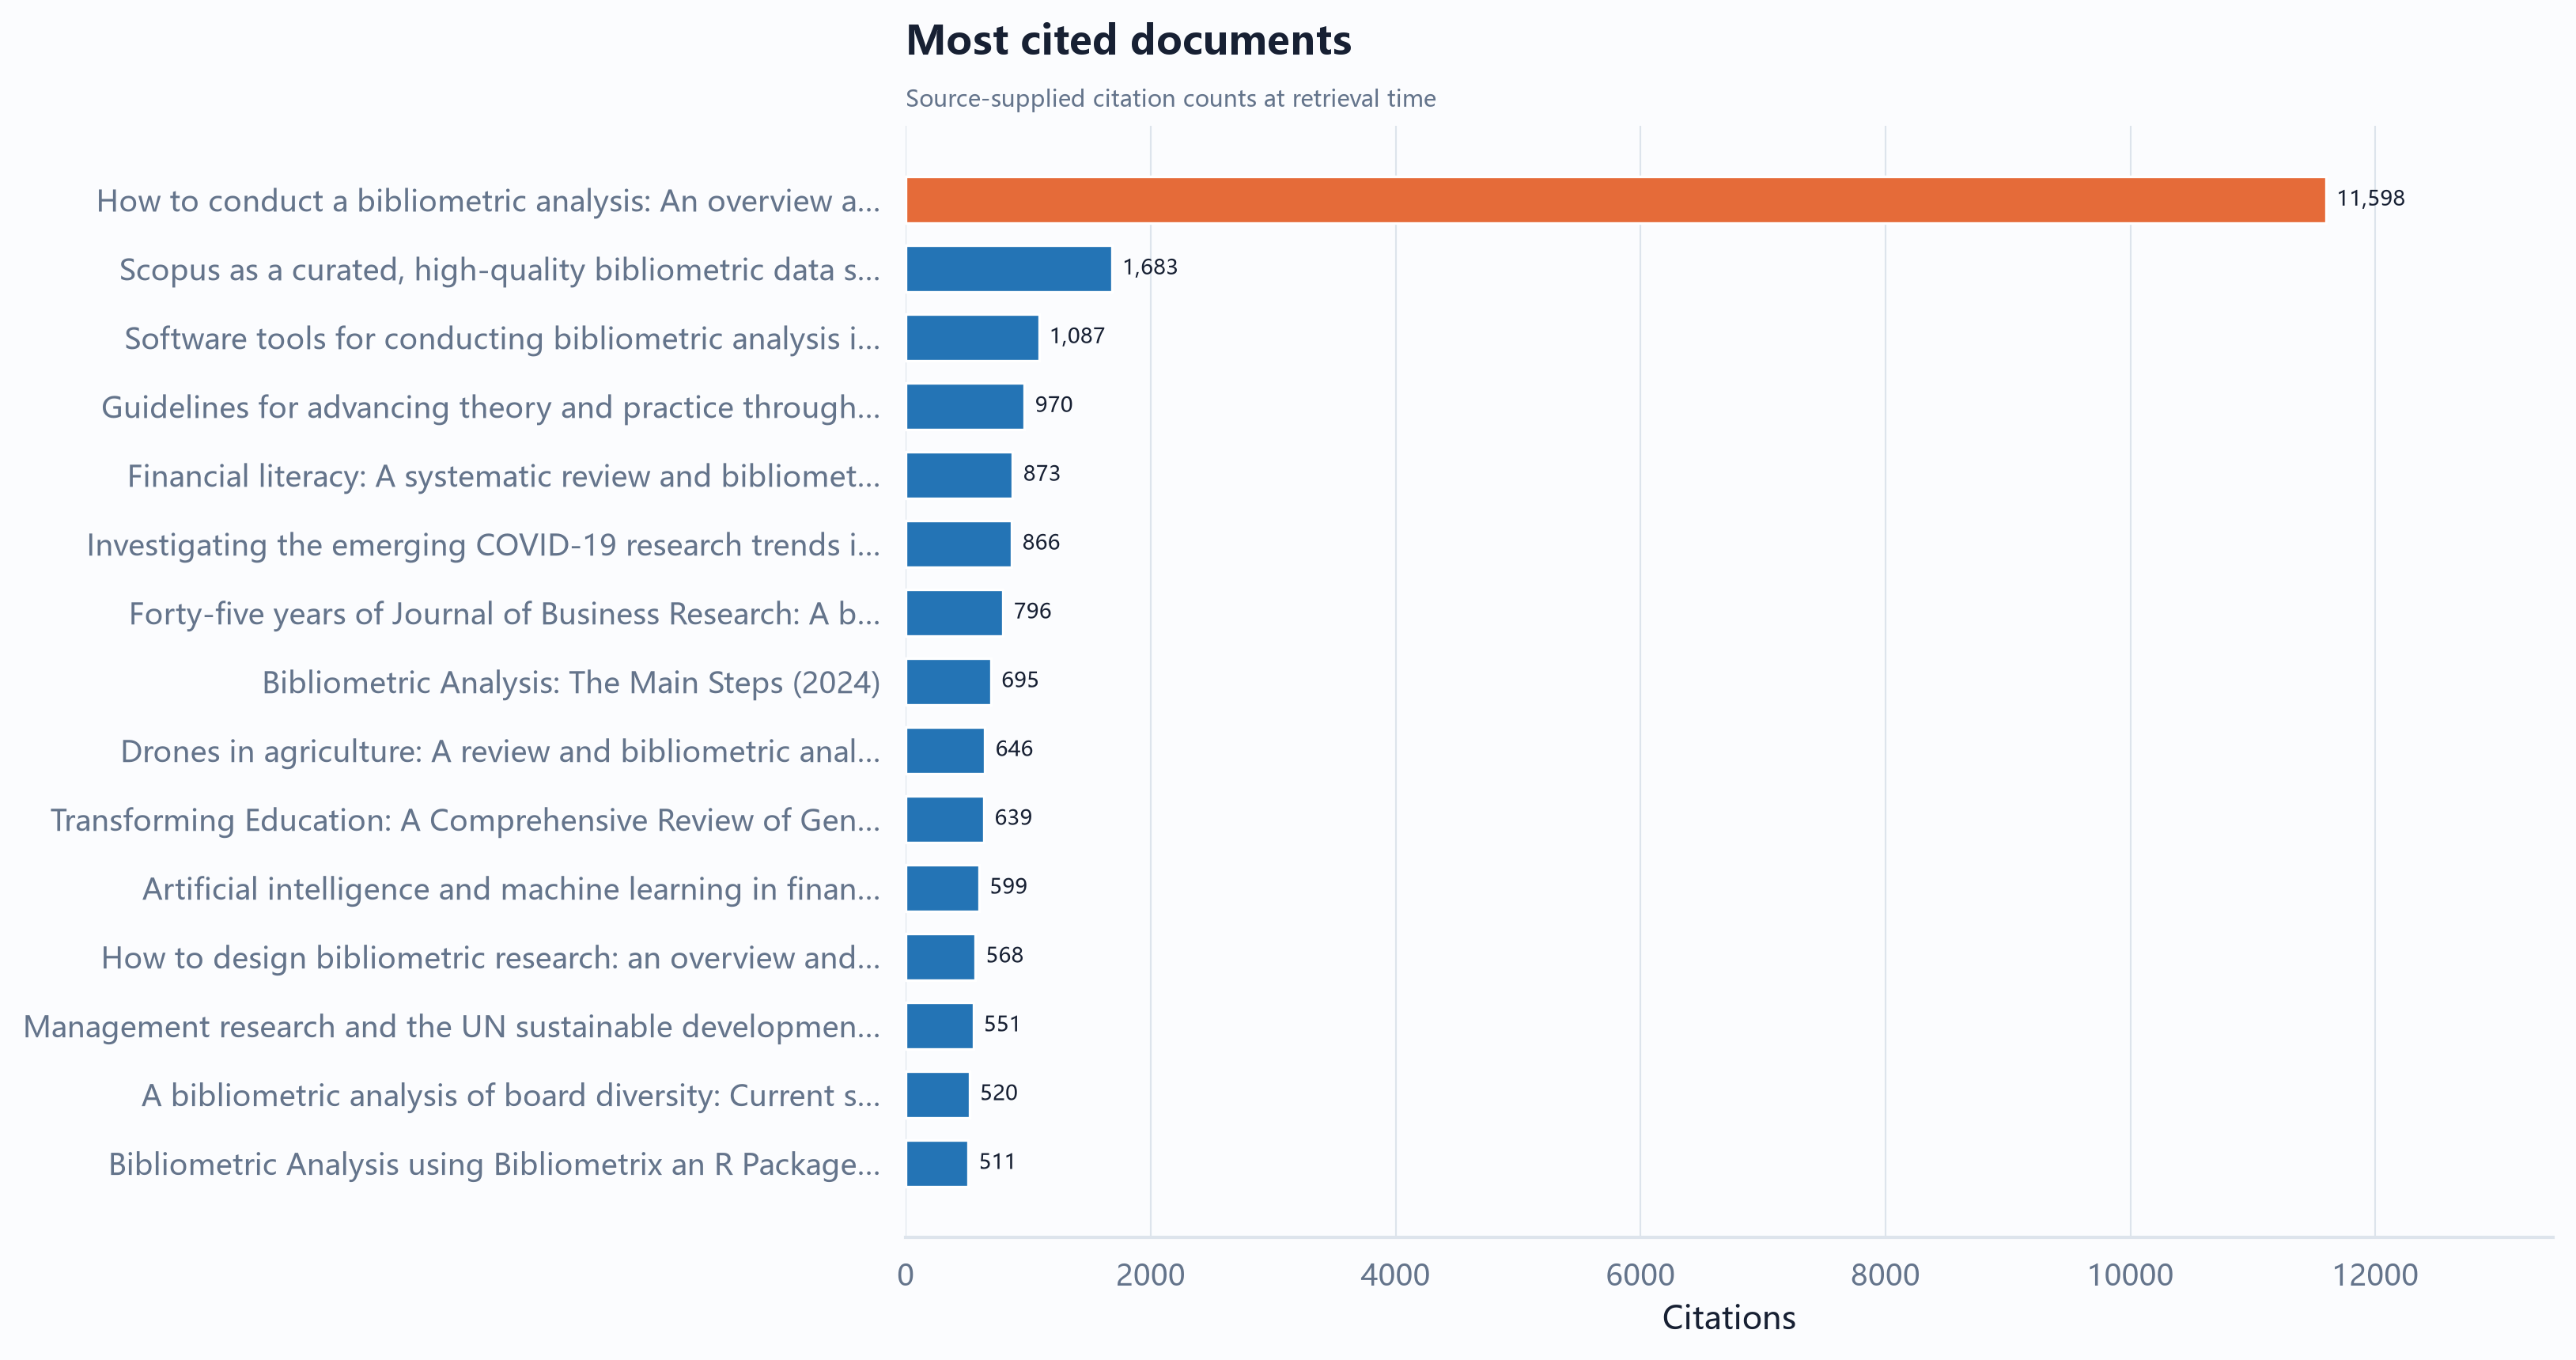 Most cited documents
Source-supplied citation counts at retrieval time
How to conduct a bibliometric analysis: An overview a... 11,598
Scopus as a curated, high-quality bibliometric data s... 1,683
Software tools for conducting bibliometric analysis i... 1,087
Guidelines for advancing theory and practice through... 970
Financial literacy: A systematic review and bibliomet... 873
Investigating the emerging COVID-19 research trends i... 866
Forty-five years of Journal of Business Research: A b... 796
Bibliometric Analysis: The Main Steps (2024) 695
Drones in agriculture: A review and bibliometric anal... 646
Transforming Education: A Comprehensive Review of Gen... 639
Artificial intelligence and machine learning in finan... 599
How to design bibliometric research: an overview and... 568
Management research and the UN sustainable developmen... 551
A bibliometric analysis of board diversity: Current s... 520
Bibliometric Analysis using Bibliometrix an R Package... 511
0 2000 4000 6000 8000 10000 12000
Citations